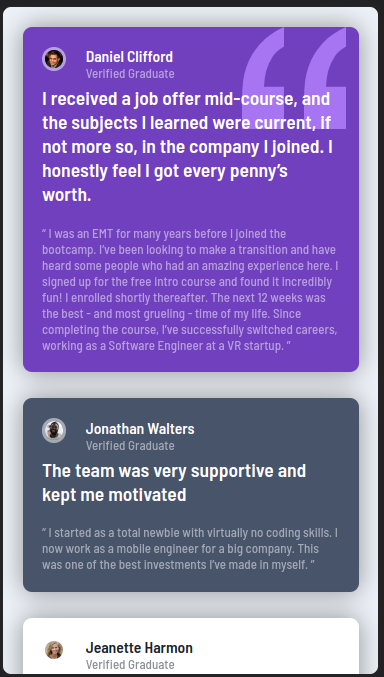 Daniel Clifford
Verified Graduate
I received a job offer mid-course, and
the subjects I learned were current, if
not more so, in the company I joined. I
honestly feel I got every penny’s
worth.
“ I was an EMT for many years before I joined the
bootcamp. I’ve been looking to make a transition and have
heard some people who had an amazing experience here. I
signed up for the free intro course and found it incredibly
fun! I enrolled shortly thereafter. The next 12 weeks was
the best - and most grueling - time of my life. Since
completing the course, I’ve successfully switched careers,
working as a Software Engineer at a VR startup. ”
Jonathan Walters
Verified Graduate
The team was very supportive and
kept me motivated
“ I started as a total newbie with virtually no coding skills. I
now work as a mobile engineer for a big company. This
was one of the best investments I’ve made in myself. ”
Jeanette Harmon
Verified Graduate